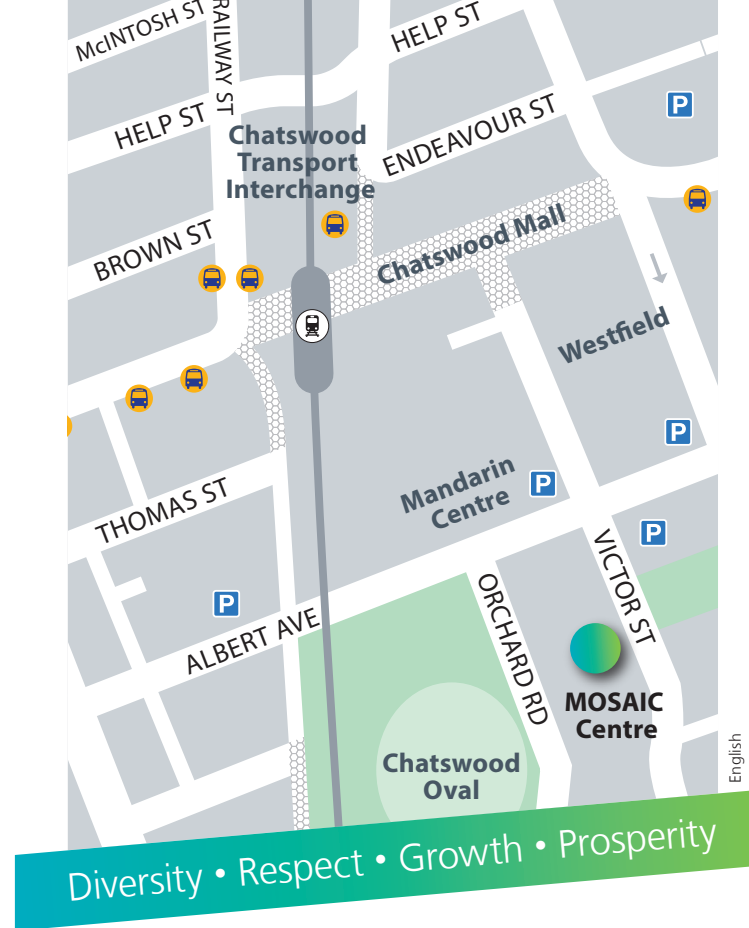 McINTOSH ST
RAILWAY ST
HELP ST
HELP ST
Chatswood
Transport
Interchange
ENDEAVOUR ST
P
BROWN ST
Chatswood Mall
Westfield
P
Mandarin
Centre
P
THOMAS ST
P
VICTOR ST
P
ALBERT AVE
ORCHARD RD
MOSAIC
Centre
Chatswood
Oval
English
Diversity • Respect • Growth • Prosperity